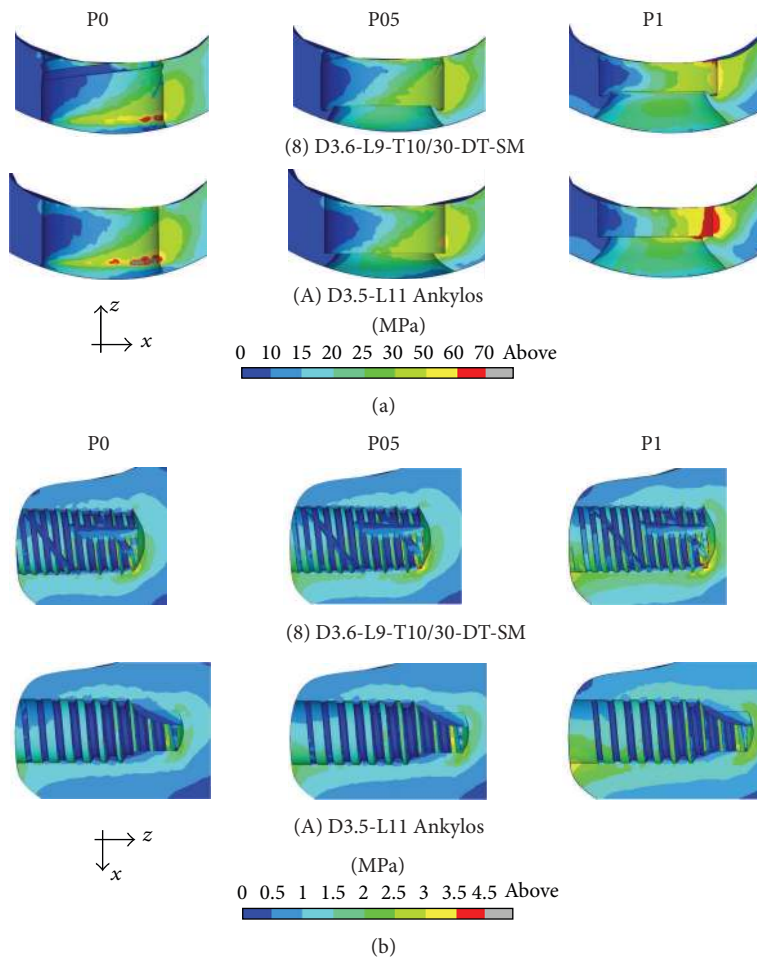 P0 P05 P1
(8) D3.6-L9-T10/30-DT-SM
(A) D3.5-L11 Ankylos
z
x
(MPa)
0 10 15 20 25 30 50 60 70 Above
(a)
P0 P05 P1
(8) D3.6-L9-T10/30-DT-SM
(A) D3.5-L11 Ankylos
z
x
(MPa)
0 0.5 1 1.5 2 2.5 3 3.5 4.5 Above
(b)